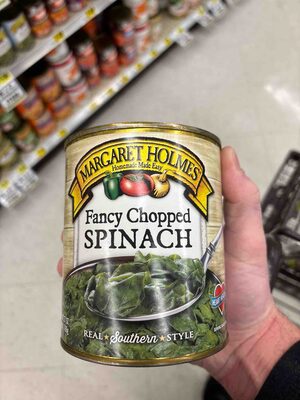 MARGARET HOLMES
Homemade Made Easy
Fancy Chopped
SPINACH
REAL ★ Southern ★ STYLE